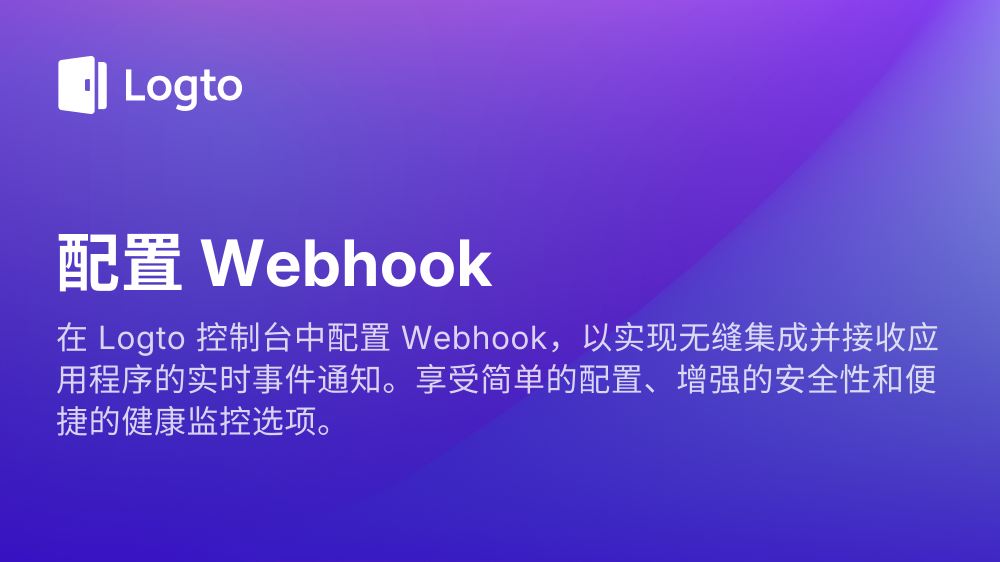 Logto
配置 Webhook
在 Logto 控制台中配置 Webhook，以实现无缝集成并接收应
用程序的实时事件通知。享受简单的配置、增强的安全性和便
捷的健康监控选项。